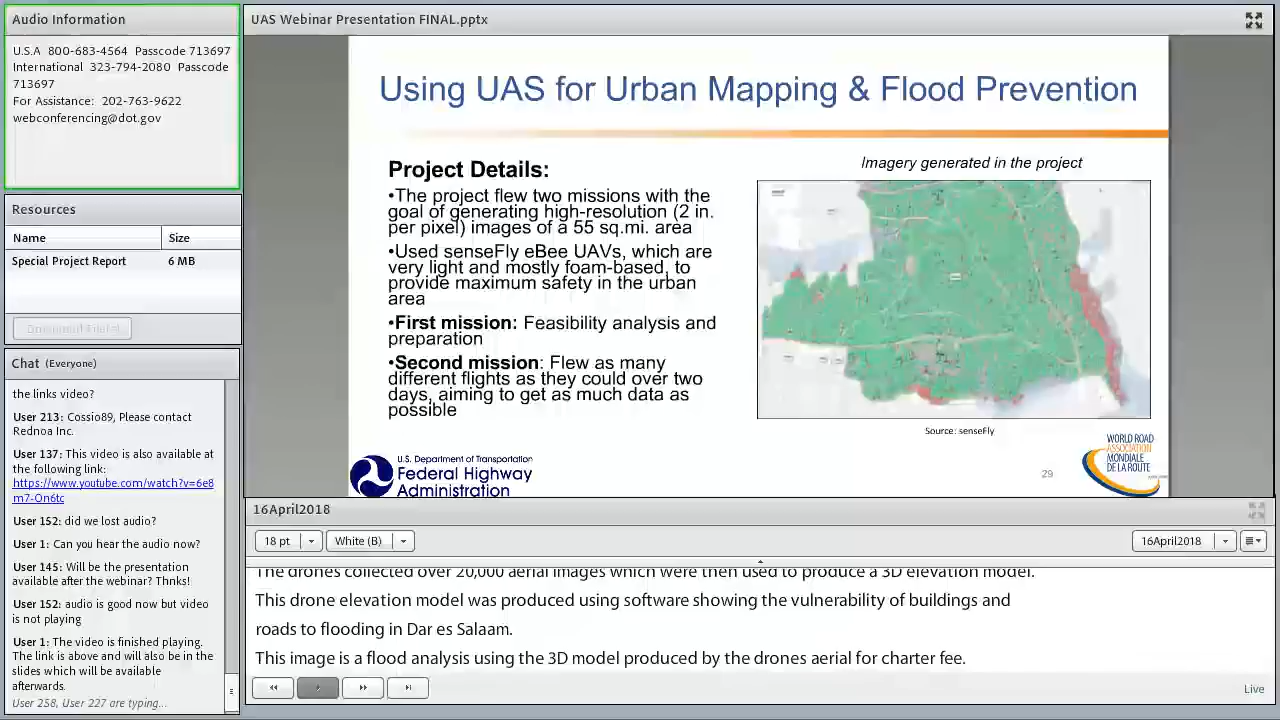 Audio Information
U.S.A 800-683-4564 Passcode 713697
International 323-794-2080 Passcode
713697
For Assistance: 202-763-9622
webconferencing@dot.gov
Resources
Name Size
Special Project Report 6 MB
Chat (Everyone)
the links video?
User 213: Cossio89, Please contact
Rednoa Inc.
User 137: This video is also available at
the following link:
https://www.youtube.com/watch?v=6e8
m7-On6tc
User 152: did we lost audio?
User 1: Can you hear the audio now?
User 145: Will be the presentation
available after the webinar? Thnks!
User 152: audio is good now but video
is not playing
User 1: The video is finished playing.
The link is above and will also be in the
slides which will be available
afterwards.
User 258, User 227 are typing...
UAS Webinar Presentation FINAL.pptx
Using UAS for Urban Mapping & Flood Prevention
Project Details:
•The project flew two missions with the
goal of generating high-resolution (2 in.
per pixel) images of a 55 sq.mi. area
•Used senseFly eBee UAVs, which are
very light and mostly foam-based, to
provide maximum safety in the urban
area
•First mission: Feasibility analysis and
preparation
•Second mission: Flew as many
different flights as they could over two
days, aiming to get as much data as
possible
Imagery generated in the project
Source: senseFly
U.S. Department of Transportation
Federal Highway
Administration
29
WORLD ROAD
ASSOCIATION
MONDIALE
DE LA ROUTE
16April2018
18 pt White (B) 16April2018
The drones collected over 20,000 aerial images which were then used to produce a 3D elevation model.
This drone elevation model was produced using software showing the vulnerability of buildings and
roads to flooding in Dar es Salaam.
This image is a flood analysis using the 3D model produced by the drones aerial for charter fee.
Live